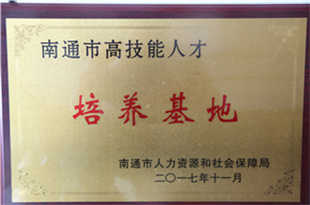 南通市高技能人才
培养基地
南通市人力资源和社会保障局
二〇一七年十一月